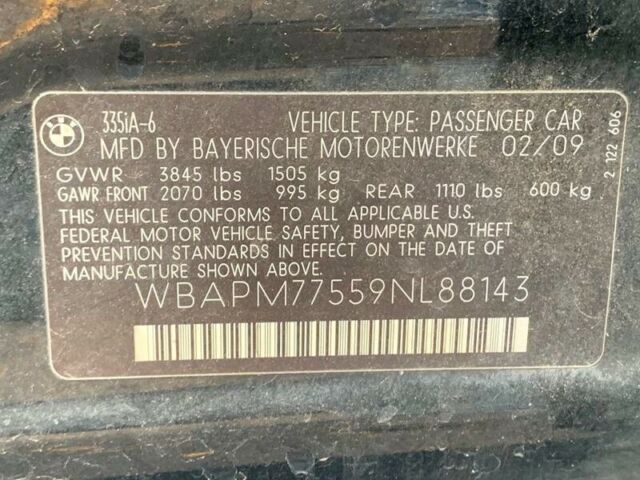 BMW
335iA-6 VEHICLE TYPE: PASSENGER CAR
MFD BY BAYERISCHE MOTORENWERKE 02/09
GVWR 3845 lbs 1505 kg
GAWR FRONT 2070 lbs 995 kg REAR 1110 lbs 600 kg
THIS VEHICLE CONFORMS TO ALL APPLICABLE U.S.
FEDERAL MOTOR VEHICLE SAFETY, BUMPER AND THEFT
PREVENTION STANDARDS IN EFFECT ON THE DATE OF
MANUFACTURE SHOWN ABOVE.
WBAPM77559NL88143
2 122 606